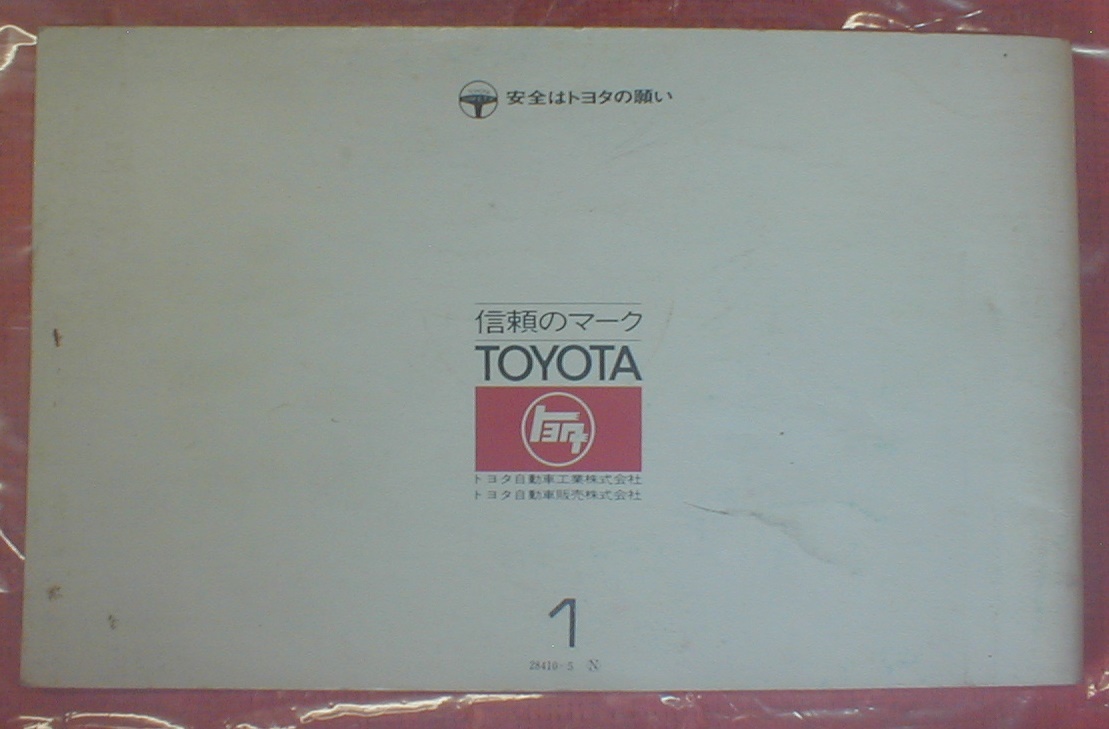 安全はトヨタの願い
信頼のマーク
TOYOTA
トヨタ
トヨタ自動車工業株式会社
トヨタ自動車販売株式会社
1
28410-5 N